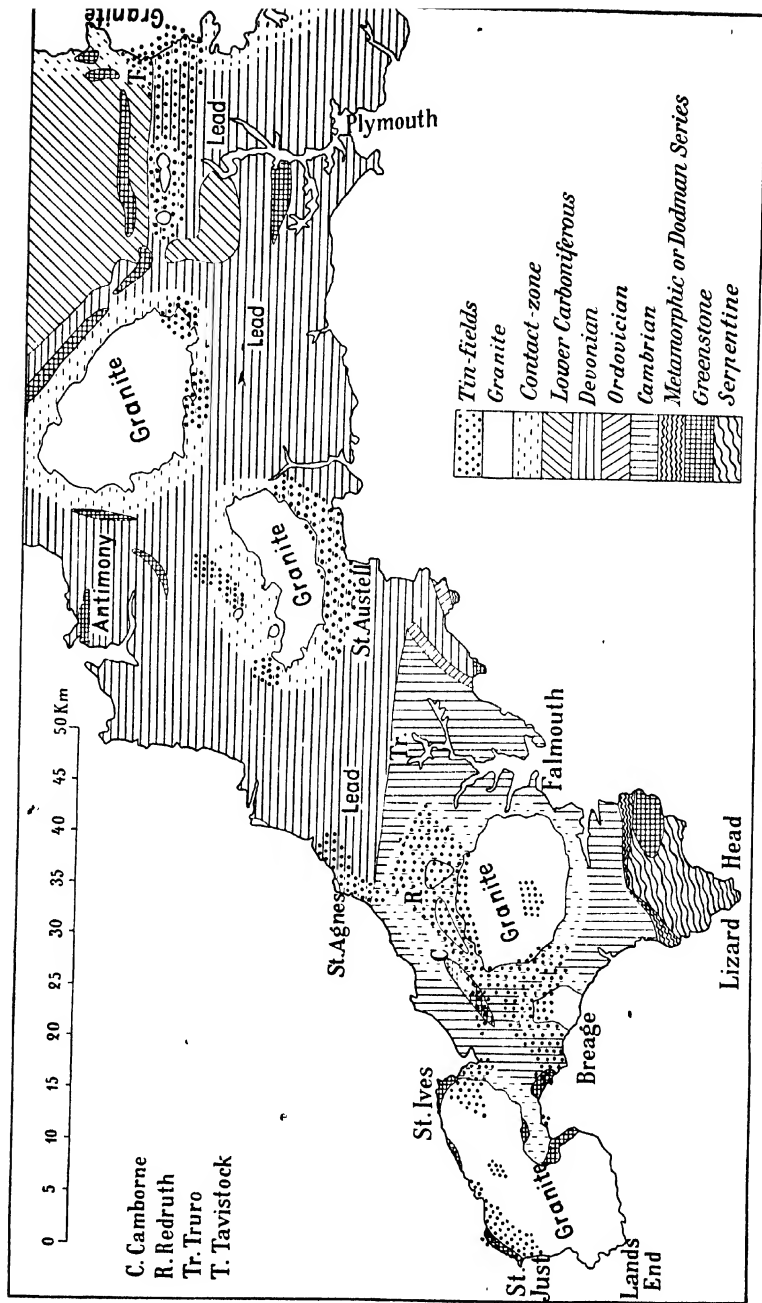 C. Camborne
R. Redruth
Tr. Truro
T. Tavistock
0 5 10 15 20 25 30 35 40 45 50 Km
Antimony
Granite
Granite
T.
Lead
Lead
Plymouth
Granite
St. Austell
Lead
St. Agnes
Tr.
R
C
Falmouth
Granite
St. Ives
Breage
Granite
St. Just
Lands End
Lizard Head
Tin-fields
Granite
Contact-zone
Lower Carboniferous
Devonian
Ordovician
Cambrian
Metamorphic or Dodman Series
Greenstone
Serpentine